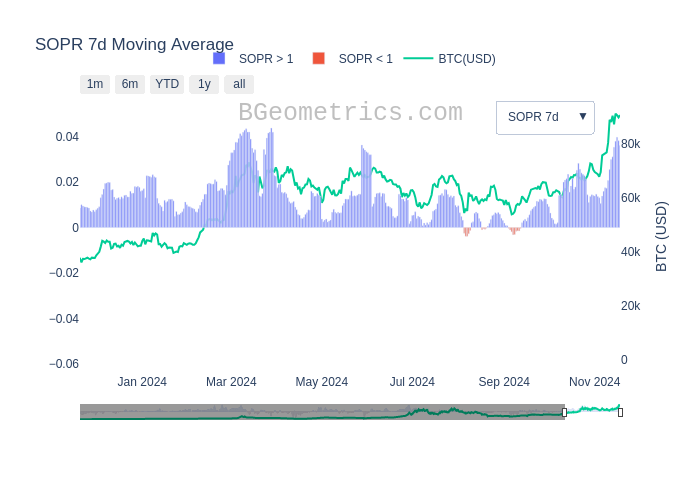 SOPR 7d Moving Average
SOPR > 1 SOPR < 1 BTC(USD)
1m 6m YTD 1y all
BGeometrics.com
SOPR 7d ▼
0.04
0.02
0
−0.02
−0.04
−0.06
80k
60k
40k
20k
0
BTC (USD)
Jan 2024 Mar 2024 May 2024 Jul 2024 Sep 2024 Nov 2024